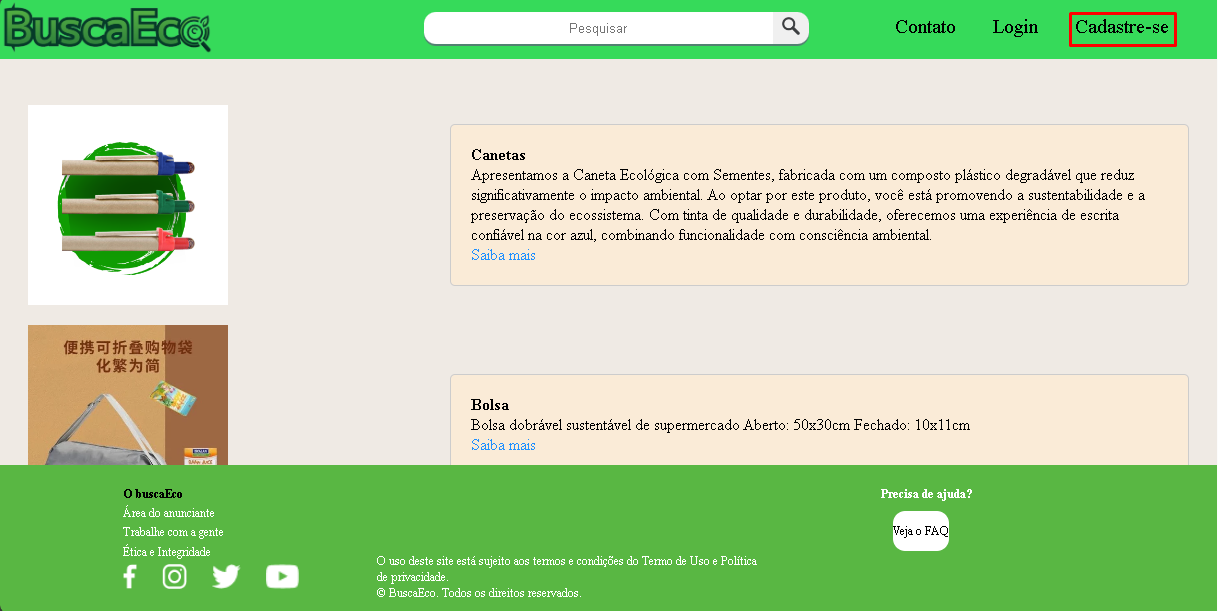 BuscaEco
Pesquisar
Contato
Login
Cadastre-se
Canetas
Apresentamos a Caneta Ecológica com Sementes, fabricada com um composto plástico degradável que reduz
significativamente o impacto ambiental. Ao optar por este produto, você está promovendo a sustentabilidade e a
preservação do ecossistema. Com tinta de qualidade e durabilidade, oferecemos uma experiência de escrita
confiável na cor azul, combinando funcionalidade com consciência ambiental.
Saiba mais
便携可折叠购物袋
化繁为简
Bolsa
Bolsa dobrável sustentável de supermercado Aberto: 50x30cm Fechado: 10x11cm
Saiba mais
O buscaEco
Área do anunciante
Trabalhe com a gente
Ética e Integridade
O uso deste site está sujeito aos termos e condições do Termo de Uso e Política
de privacidade.
© BuscaEco. Todos os direitos reservados.
Precisa de ajuda?
Veja o FAQ